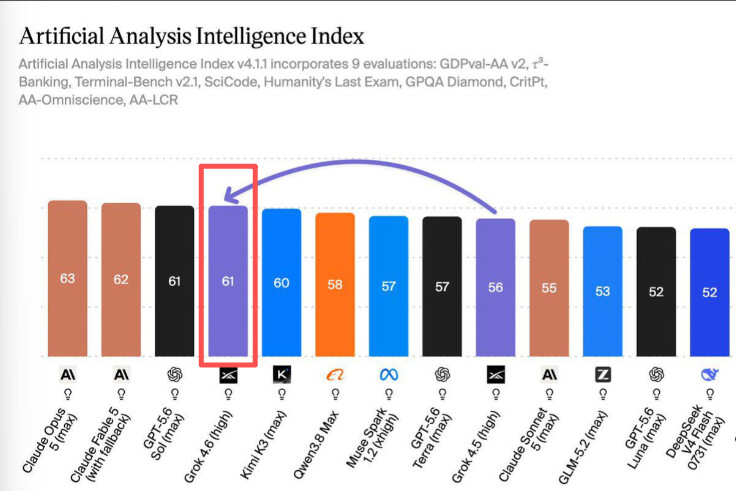 Artificial Analysis Intelligence Index
Artificial Analysis Intelligence Index v4.1.1 incorporates 9 evaluations: GDPval-AA v2, τ³-
Banking, Terminal-Bench v2.1, SciCode, Humanity's Last Exam, GPQA Diamond, CritPt,
AA-Omniscience, AA-LCR
63
62
61
61
60
58
57
57
56
55
53
52
52
Claude Opus
5 (max)
Claude Fable 5
(with fallback)
GPT-5.6
Sol (max)
Grok 4.6 (high)
Kimi K3 (max)
Qwen3.8 Max
Muse Spark
1.2 (xhigh)
GPT-5.6
Terra (max)
Grok 4.5 (high)
Claude Sonnet
5 (max)
GLM-5.2 (max)
GPT-5.6
Luna (max)
DeepSeek
V4 Flash
0731 (max)